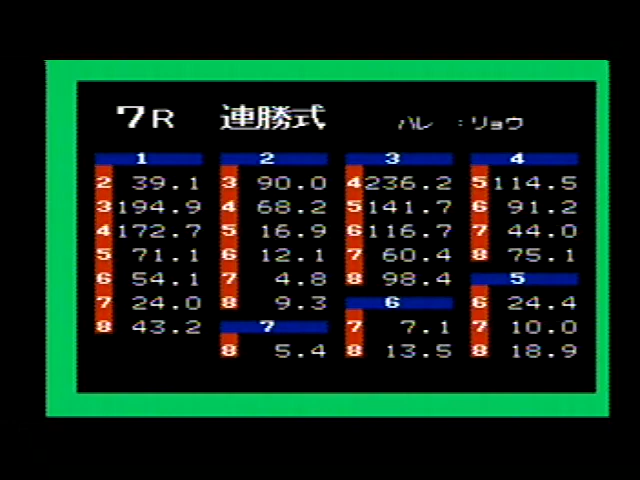 7R 連勝式 ハレ :リョウ
1 2 3 4
2 39.1 3 90.0 4 236.2 5 114.5
3 194.9 4 68.2 5 141.7 6 91.2
4 172.7 5 16.9 6 116.7 7 44.0
5 71.1 6 12.1 7 60.4 8 75.1
6 54.1 7 4.8 8 98.4 5
7 24.0 8 9.3 6 6 24.4
8 43.2 7 7 7.1 7 10.0
8 5.4 8 13.5 8 18.9